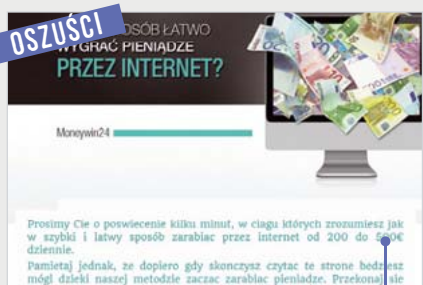 OSZUŚCI
SPOSÓB ŁATWO
WYGRAĆ PIENIĄDZE
PRZEZ INTERNET?
Moneywin24
Prosimy Cie o poswiecenie kilku minut, w ciagu których zrozumiesz jak
w szybki i latwy sposób zarabiac przez internet od 200 do 500€
dziennie.
Pamietaj jednak, ze dopiero gdy skonczysz czytac te strone bedziesz
mógl dzieki naszej metodzie zaczac zarabiac pieniadze. Przekonaj sie